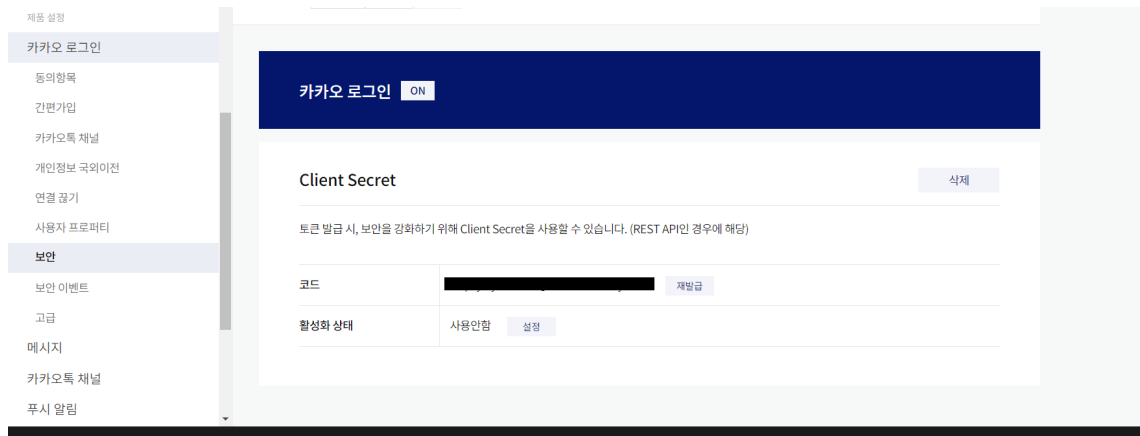 제품 설정
카카오 로그인
동의항목
간편가입
카카오톡 채널
개인정보 국외이전
연결 끊기
사용자 프로퍼티
보안
보안 이벤트
고급
메시지
카카오톡 채널
푸시 알림
카카오 로그인 ON
Client Secret 삭제
토큰 발급 시, 보안을 강화하기 위해 Client Secret을 사용할 수 있습니다. (REST API인 경우에 해당)
코드 재발급
활성화 상태 사용안함 설정